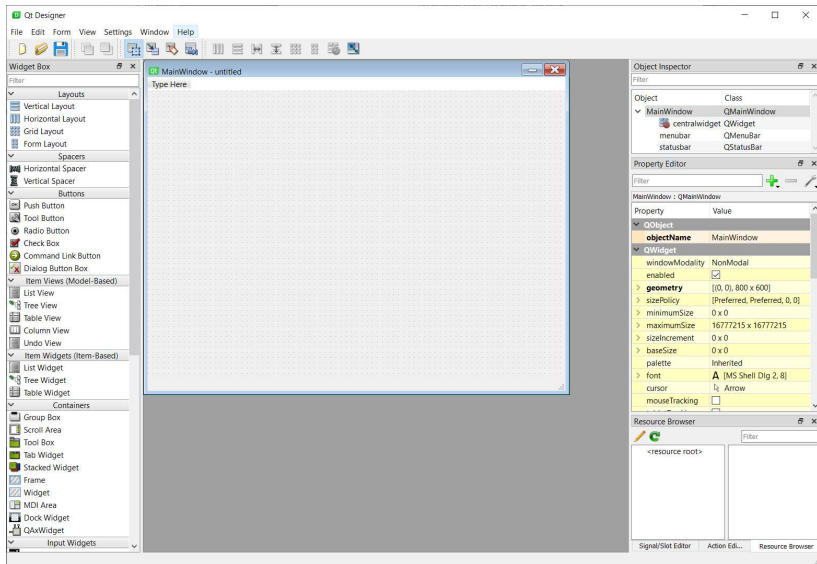 Qt Designer
File Edit Form View Settings Window Help
Widget Box
Filter
Layouts
Vertical Layout
Horizontal Layout
Grid Layout
Form Layout
Spacers
Horizontal Spacer
Vertical Spacer
Buttons
Push Button
Tool Button
Radio Button
Check Box
Command Link Button
Dialog Button Box
Item Views (Model-Based)
List View
Tree View
Table View
Column View
Undo View
Item Widgets (Item-Based)
List Widget
Tree Widget
Table Widget
Containers
Group Box
Scroll Area
Tool Box
Tab Widget
Stacked Widget
Frame
Widget
MDI Area
Dock Widget
QAxWidget
Input Widgets
MainWindow - untitled
Type Here
Object Inspector
Filter
Object Class
MainWindow QMainWindow
centralwidget QWidget
menubar QMenuBar
statusbar QStatusBar
Property Editor
Filter
MainWindow : QMainWindow
Property Value
QObject
objectName MainWindow
QWidget
windowModality NonModal
enabled
geometry [(0, 0), 800 x 600]
sizePolicy [Preferred, Preferred, 0, 0]
minimumSize 0 x 0
maximumSize 16777215 x 16777215
sizeIncrement 0 x 0
baseSize 0 x 0
palette Inherited
font A [MS Shell Dlg 2, 8]
cursor Arrow
mouseTracking
Resource Browser
Filter
<resource root>
Signal/Slot Editor Action Edi... Resource Browser